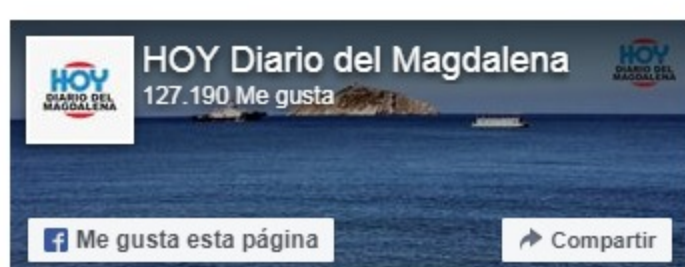 HOY Diario del Magdalena
127.190 Me gusta
HOY
DIARIO DEL
MAGDALENA
HOY
DIARIO DEL
MAGDALENA
Me gusta esta página
Compartir